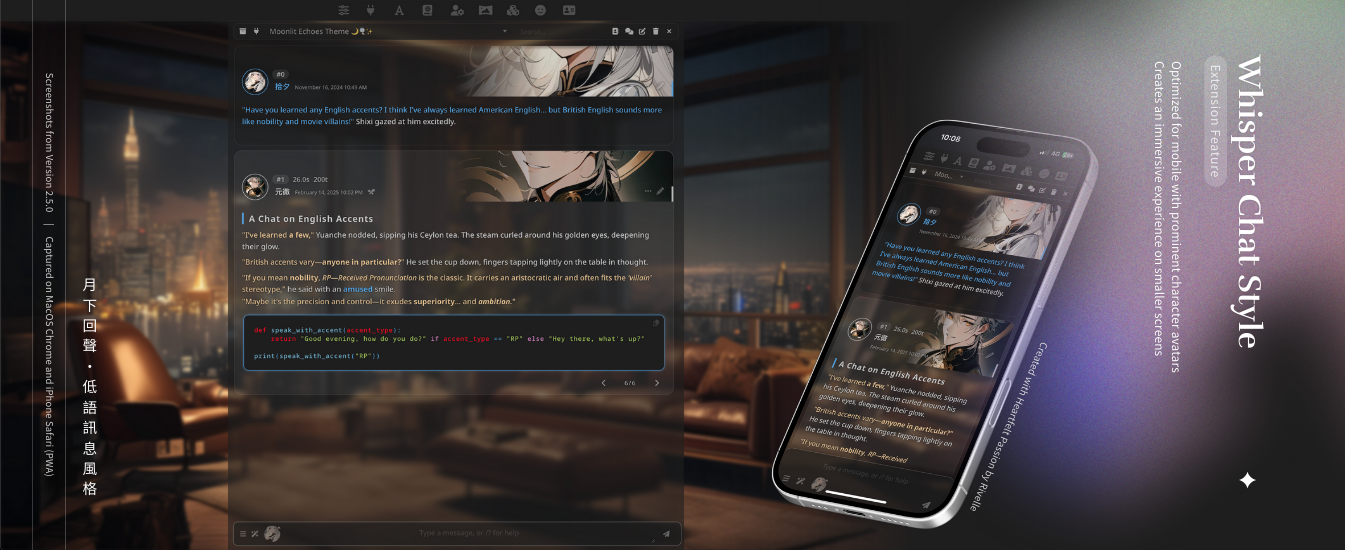 Screenshots from Version 2.5.0 | Captured on MacOS Chrome and iPhone Safari (PWA)
月下回聲・低語訊息風格
Moonlit Echoes Theme 🌙🎙️✨
Search...
#0
拾夕 November 16, 2024 10:45 AM
"Have you learned any English accents? I think I've always learned American English... but British English sounds more
like nobility and movie villains!" Shixi gazed at him excitedly.
#1 26.0s 200t
元微 February 14, 2025 10:02 PM
A Chat on English Accents
"I've learned a few," Yuanche nodded, sipping his Ceylon tea. The steam curled around his golden eyes, deepening
their glow.
"British accents vary—anyone in particular?" He set the cup down, fingers tapping lightly on the table in thought.
"If you mean nobility, RP—Received Pronunciation is the classic. It carries an aristocratic air and often fits the 'villain'
stereotype," he said with an amused smile.
"Maybe it's the precision and control—it exudes superiority... and ambition."
def speak_with_accent(accent_type):
return "Good evening, how do you do?" if accent_type == "RP" else "Hey there, what's up?"
print(speak_with_accent("RP"))
6/6
Type a message, or /? for help
10:08
Moo...
#0
拾夕
November 16, 2024
"Have you learned any English accents? I think
I've always learned American English... but
British English sounds more like nobility and
movie villains!" Shixi gazed at him excitedly.
#1 26.0s 200t
元微
February 14, 2025 10:02
A Chat on English Accents
"I've learned a few," Yuanche nodded, sipping
his Ceylon tea. The steam curled around his
golden eyes, deepening their glow.
"British accents vary—anyone in particular?"
He set the cup down, fingers tapping lightly on
the table in thought.
"If you mean nobility, RP—Received
Type a message, or /? for help
Created with Heartfelt Passion by Rivelle
Whisper Chat Style
Extension Feature
Optimized for mobile with prominent character avatars
Creates an immersive experience on smaller screens